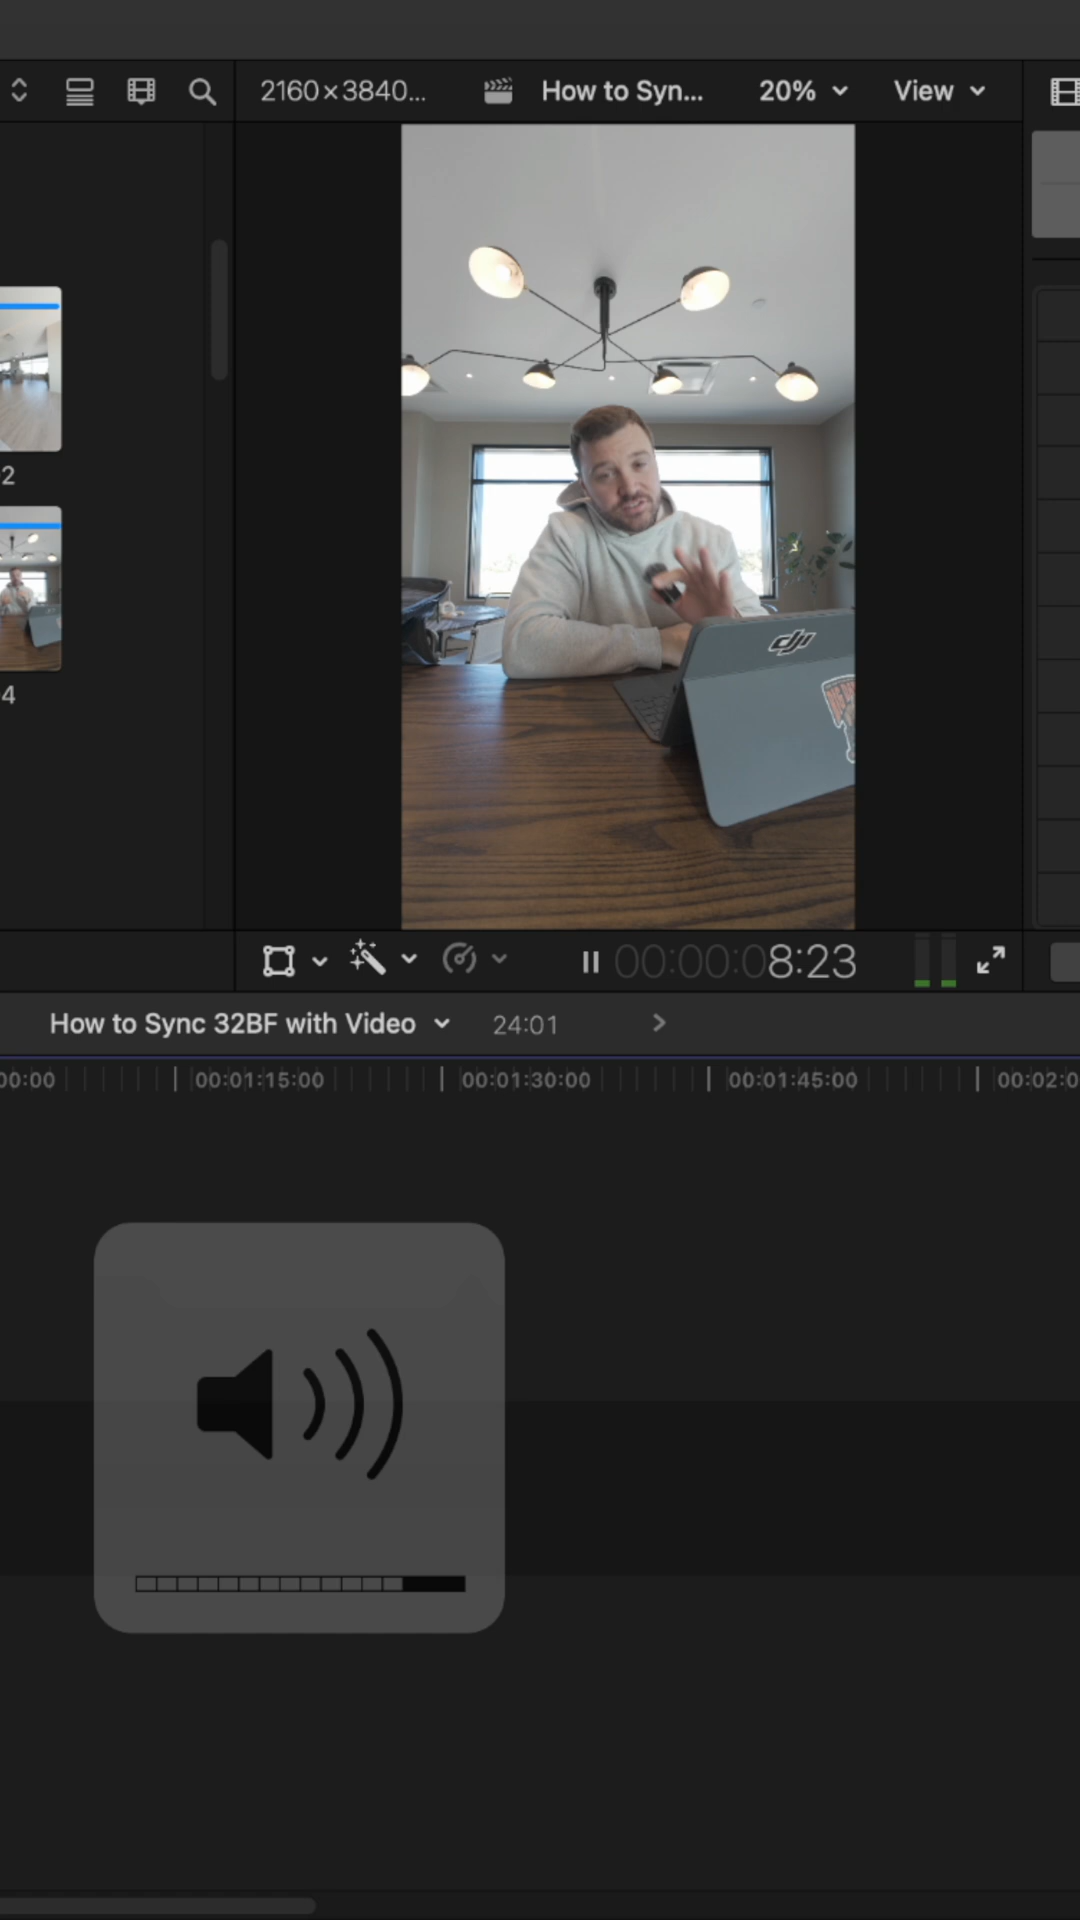 2160×3840...
How to Syn...
20%
View
2
4
dji
00:00:08:23
How to Sync 32BF with Video
24:01
00:00
00:01:15:00
00:01:30:00
00:01:45:00
00:02:0